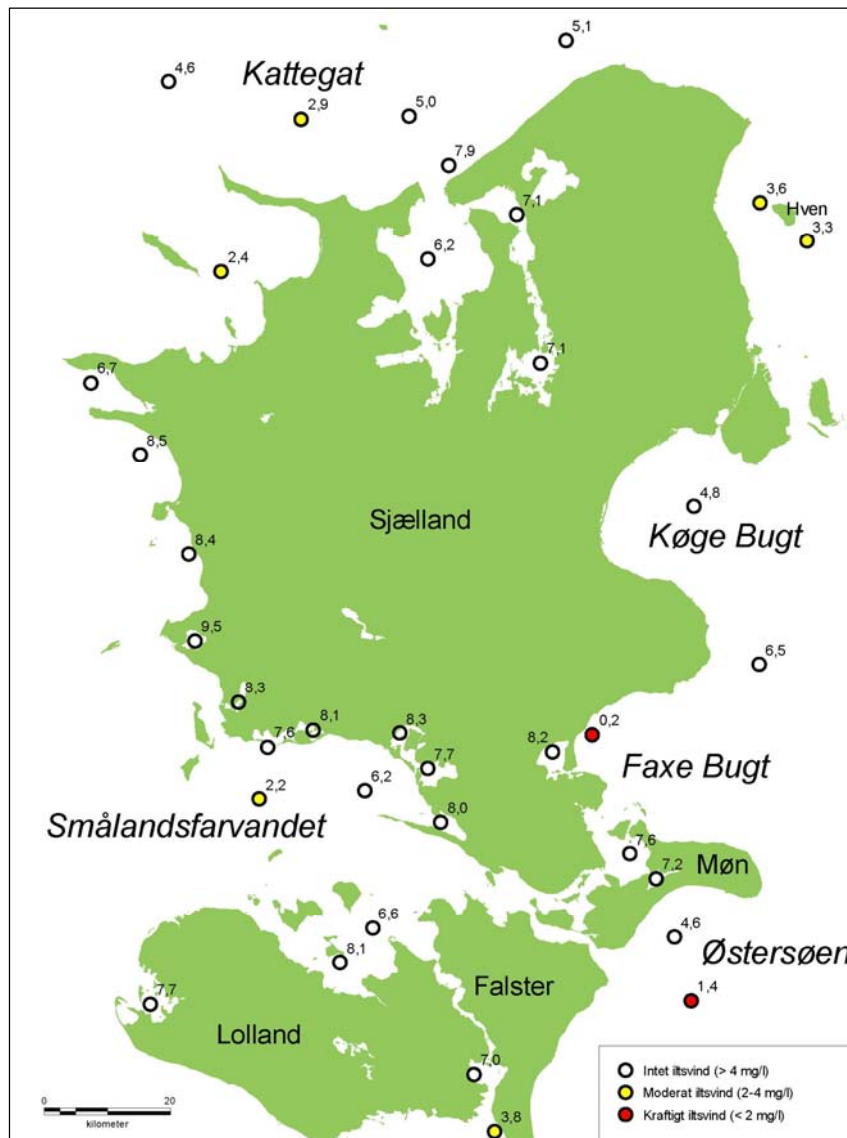 5,1
4,6
Kattegat
2,9
5,0
7,9
7,1
3,6
Hven
3,3
6,2
2,4
7,1
6,7
8,5
4,8
Sjælland
Køge Bugt
8,4
9,5
6,5
8,3
8,1
8,3
0,2
7,6
8,2
7,7
Faxe Bugt
2,2
6,2
Smålandsfarvandet
8,0
7,6
Møn
7,2
6,6
4,6
Østersøen
8,1
Falster
1,4
7,7
Lolland
7,0
3,8
Intet iltsvind (> 4 mg/l)
Moderat iltsvind (2-4 mg/l)
Kraftigt iltsvind (< 2 mg/l)
0 20
kilometer